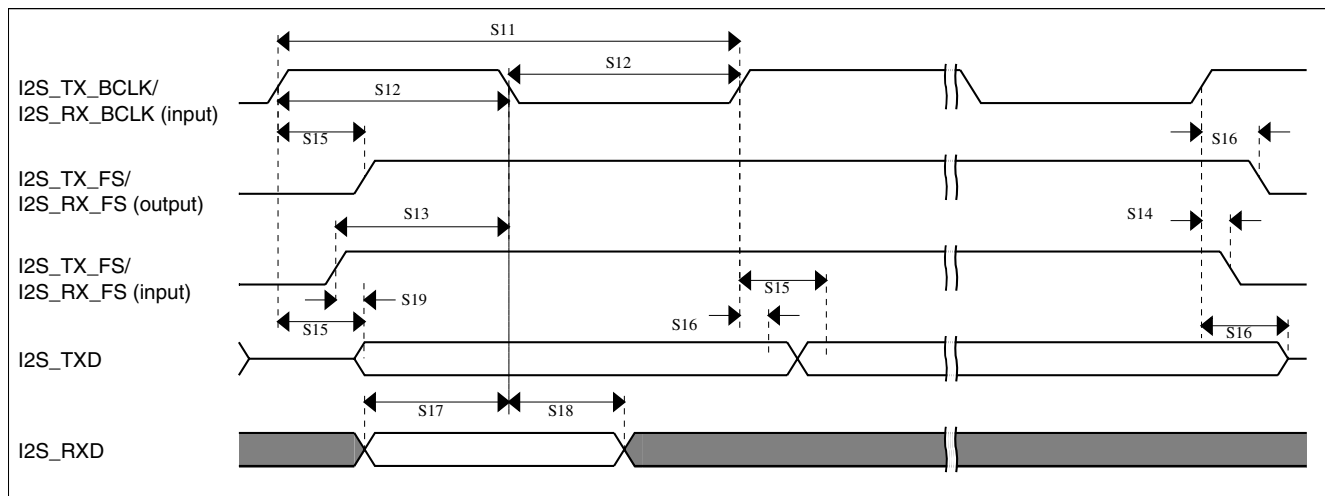 S11
I2S_TX_BCLK/
I2S_RX_BCLK (input)
S12
S12
S15
S16
I2S_TX_FS/
I2S_RX_FS (output)
S13
S14
I2S_TX_FS/
I2S_RX_FS (input)
S19
S15
S15
S16
I2S_TXD
S16
S17
S18
I2S_RXD